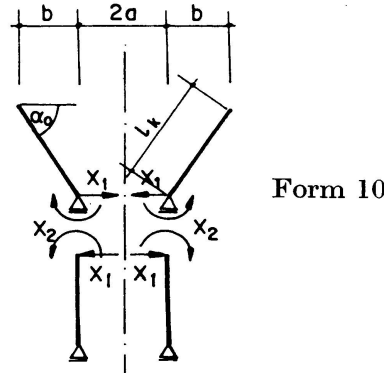 b 2a b
α₀ lₖ
X₁ X₁
Form 10
X₂ X₂
X₁ X₁